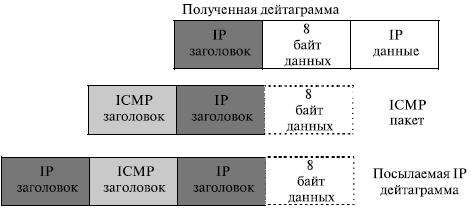 Полученная дейтаграмма
IP заголовок
8 байт данных
IP данные
ICMP заголовок
IP заголовок
8 байт данных
ICMP пакет
IP заголовок
ICMP заголовок
IP заголовок
8 байт данных
Посылаемая IP дейтаграмма